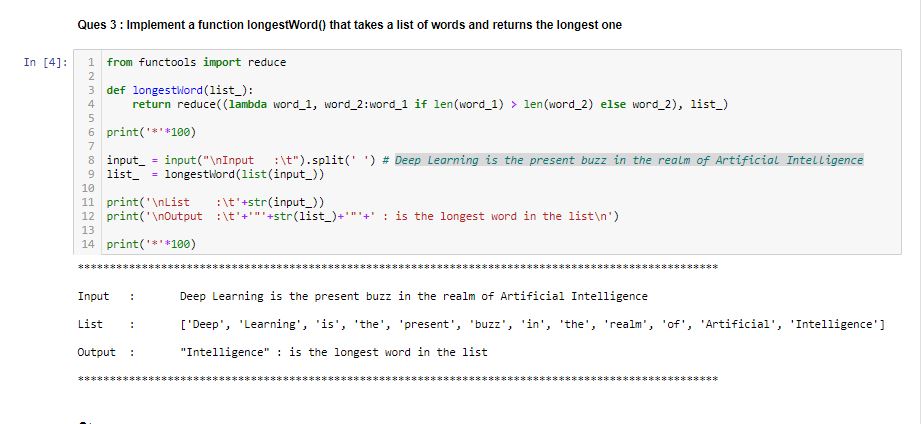 Ques 3 : Implement a function longestWord() that takes a list of words and returns the longest one
In [4]:
1 from functools import reduce
2
3 def longestWord(list_):
4     return reduce((lambda word_1, word_2:word_1 if len(word_1) > len(word_2) else word_2), list_)
5
6 print('*'*100)
7
8 input_ = input("\nInput   :\t").split(' ') # Deep Learning is the present buzz in the realm of Artificial Intelligence
9 list_  = longestWord(list(input_))
10
11 print('\nList    :\t'+str(input_))
12 print('\nOutput  :\t'+'"'+str(list_)+'"'+' : is the longest word in the list\n')
13
14 print('*'*100)
****************************************************************************************************
Input   :       Deep Learning is the present buzz in the realm of Artificial Intelligence
List    :       ['Deep', 'Learning', 'is', 'the', 'present', 'buzz', 'in', 'the', 'realm', 'of', 'Artificial', 'Intelligence']
Output  :       "Intelligence" : is the longest word in the list
****************************************************************************************************